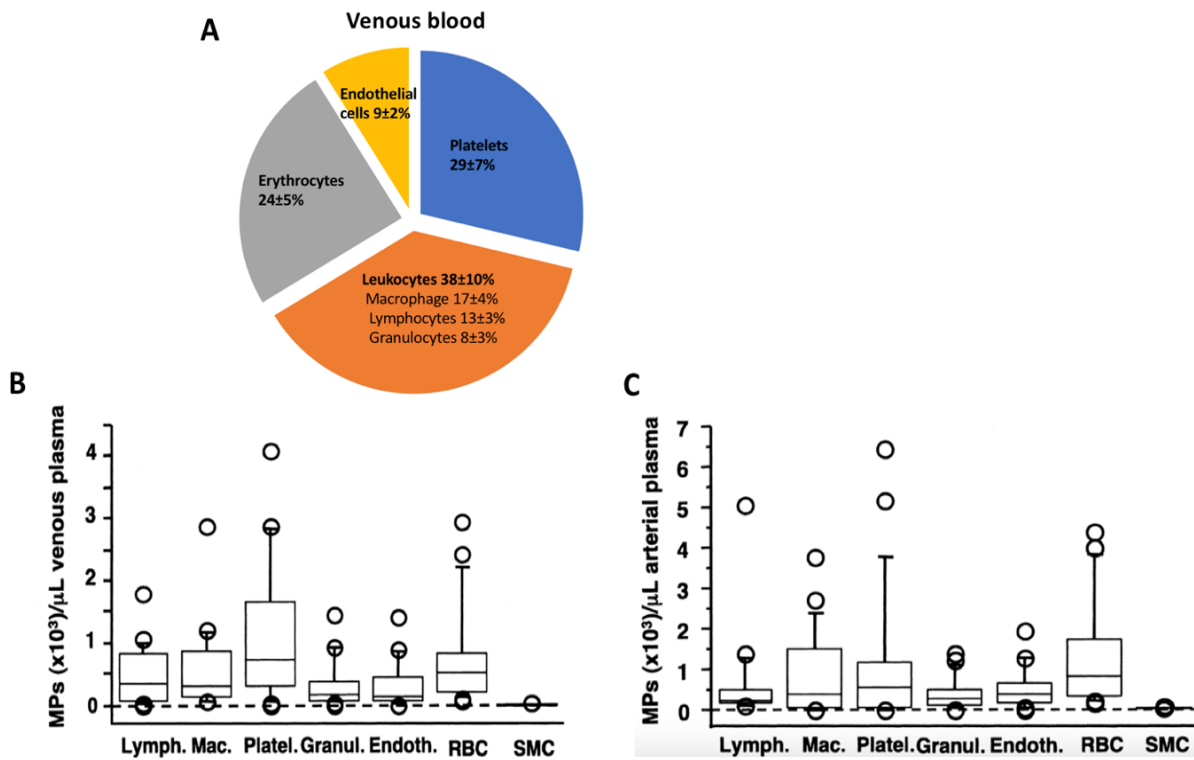 A
Venous blood
Endothelial
cells 9±2%
Platelets
29±7%
Erythrocytes
24±5%
Leukocytes 38±10%
Macrophage 17±4%
Lymphocytes 13±3%
Granulocytes 8±3%
B
MPs (x10³)/µL venous plasma
4
3
2
1
0
Lymph. Mac. Platel. Granul. Endoth. RBC SMC
C
MPs (x10³)/µL arterial plasma
7
6
5
4
3
2
1
0
Lymph. Mac. Platel. Granul. Endoth. RBC SMC